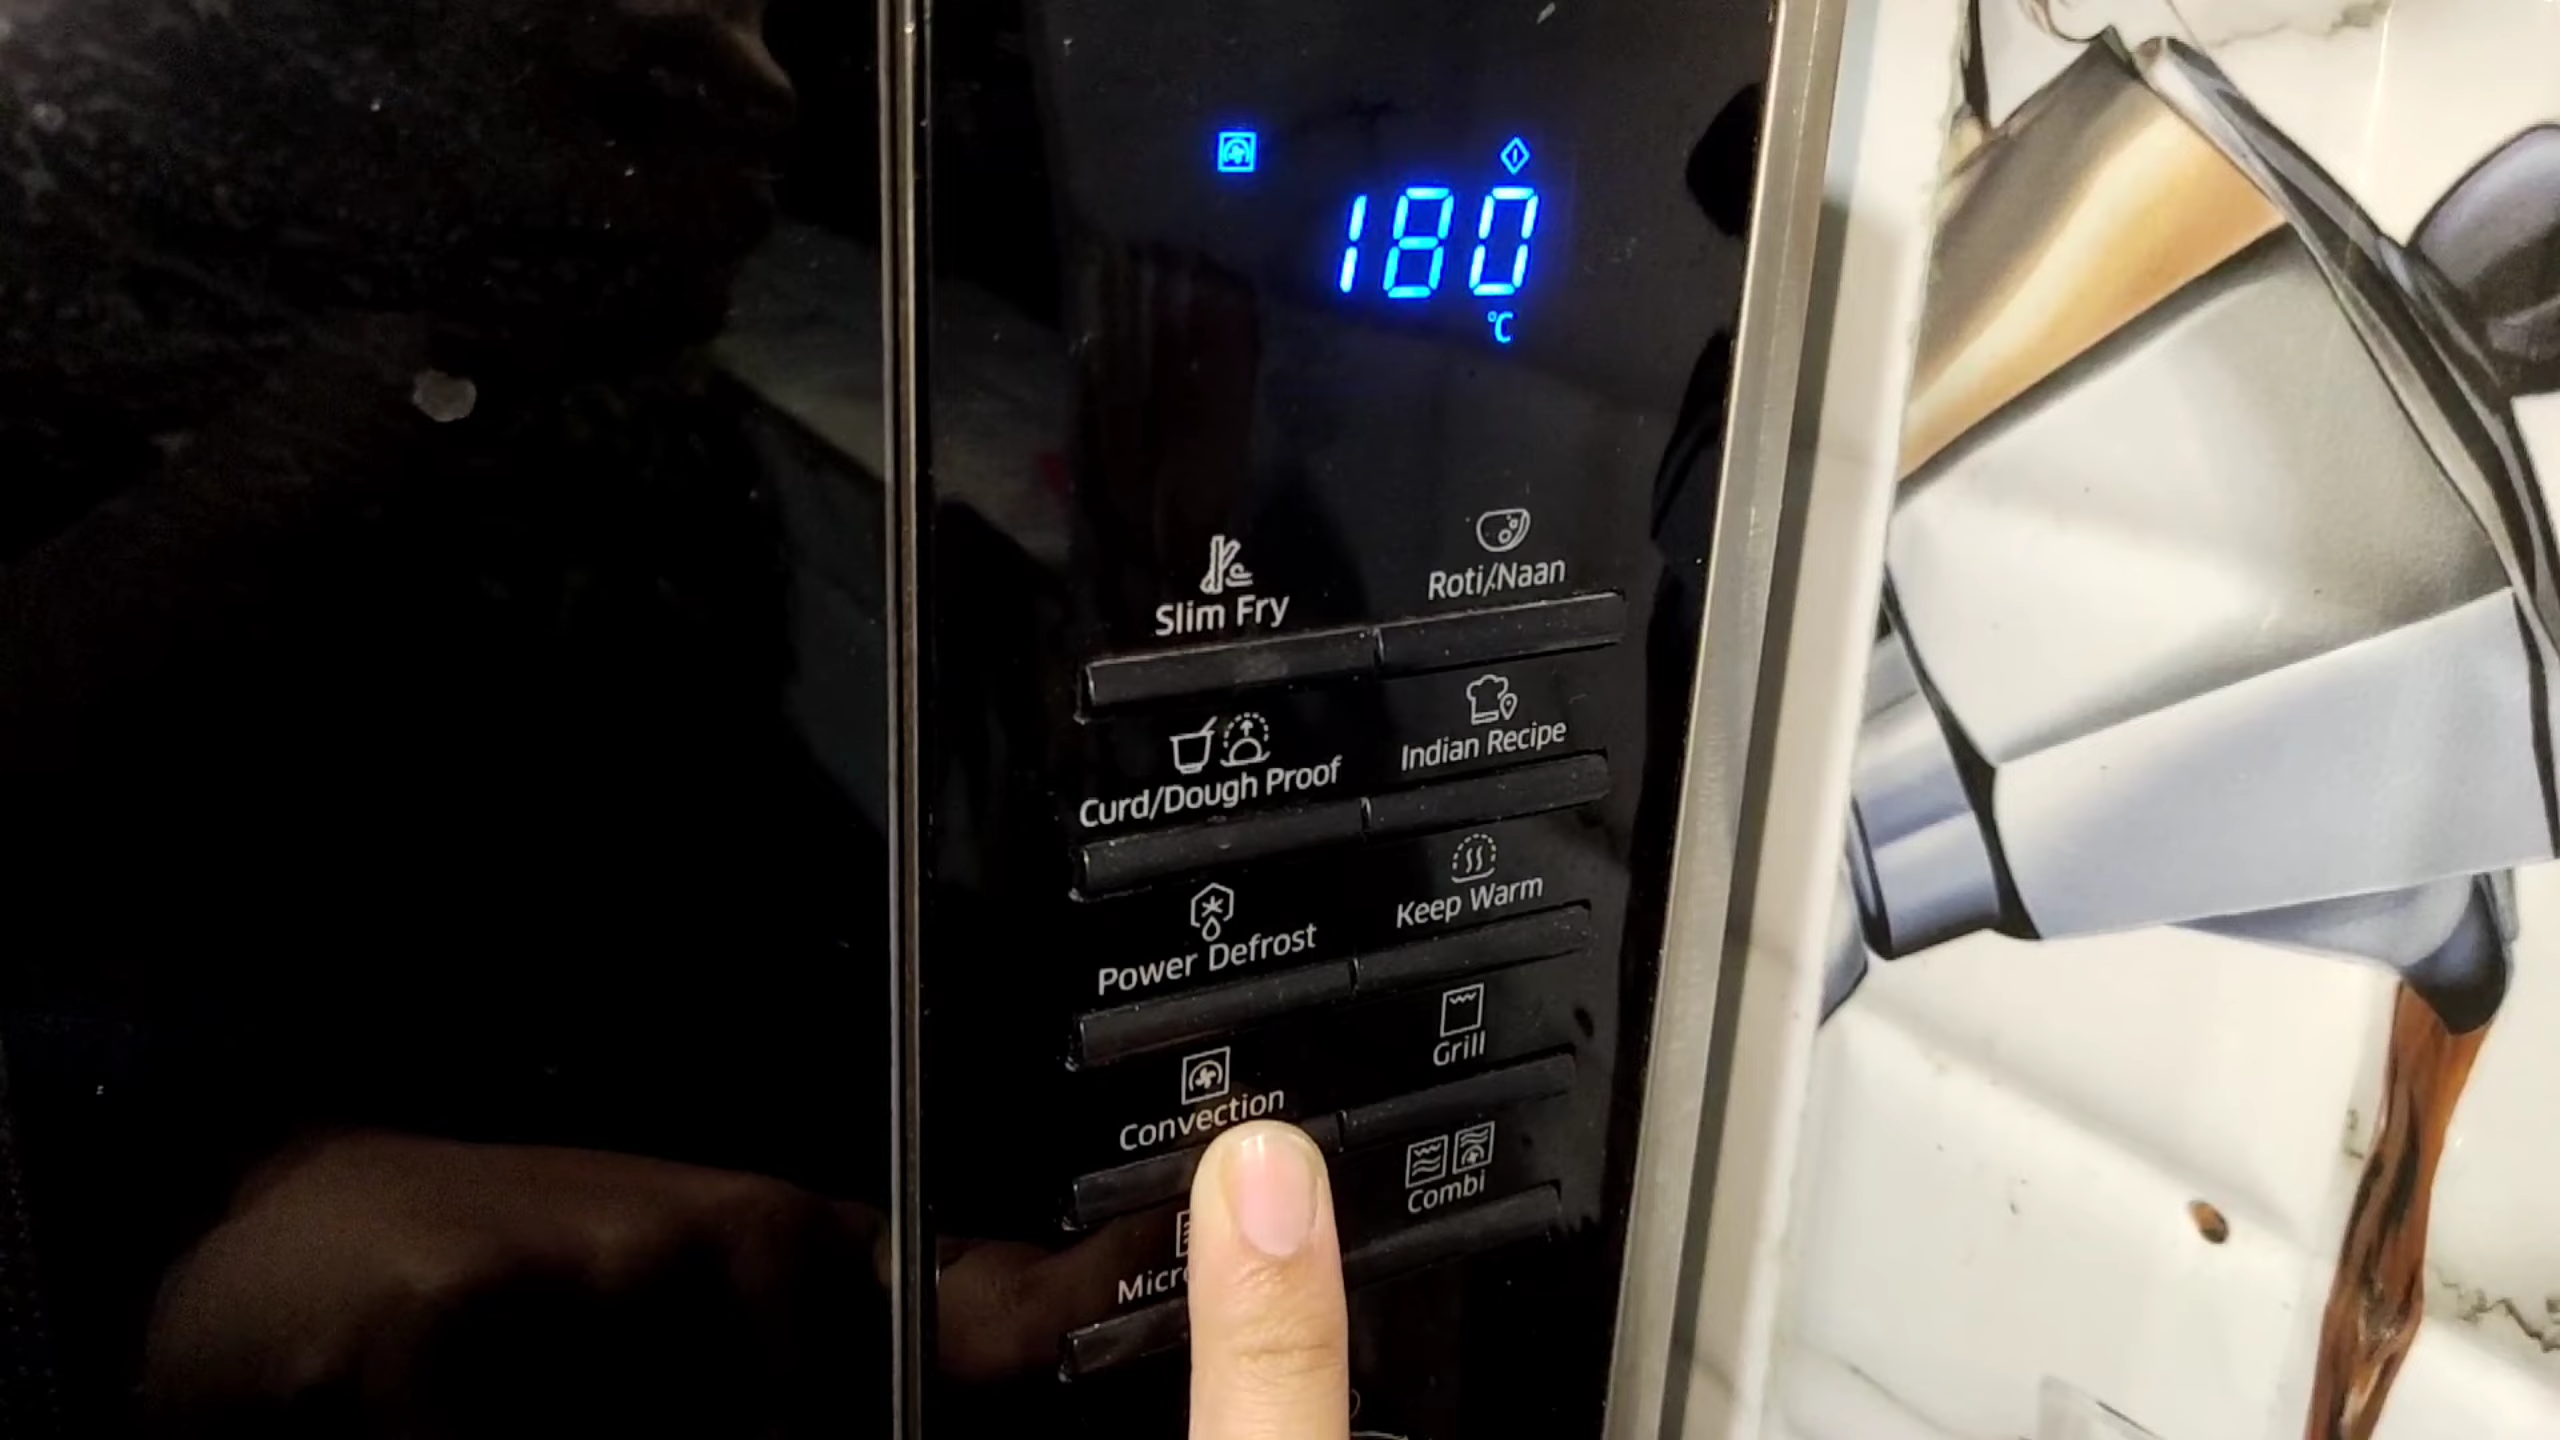 180
°C
Slim Fry
Roti/Naan
Curd/Dough Proof
Indian Recipe
Power Defrost
Keep Warm
Convection
Grill
Combi